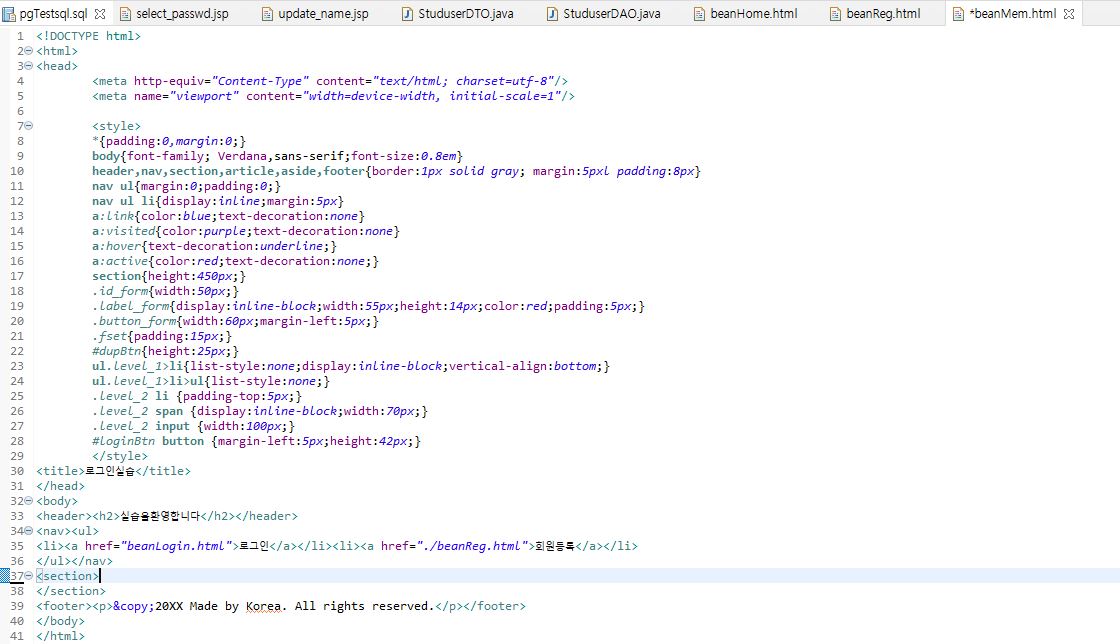 pgTestsql.sql select_passwd.jsp update_name.jsp StuduserDTO.java StuduserDAO.java beanHome.html beanReg.html *beanMem.html
1 <!DOCTYPE html>
2 <html>
3 <head>
4 <meta http-equiv="Content-Type" content="text/html; charset=utf-8"/>
5 <meta name="viewport" content="width=device-width, initial-scale=1"/>
6
7 <style>
8 *{padding:0,margin:0;}
9 body{font-family; Verdana,sans-serif;font-size:0.8em}
10 header,nav,section,article,aside,footer{border:1px solid gray; margin:5pxl padding:8px}
11 nav ul{margin:0;padding:0;}
12 nav ul li{display:inline;margin:5px}
13 a:link{color:blue;text-decoration:none}
14 a:visited{color:purple;text-decoration:none}
15 a:hover{text-decoration:underline;}
16 a:active{color:red;text-decoration:none;}
17 section{height:450px;}
18 .id_form{width:50px;}
19 .label_form{display:inline-block;width:55px;height:14px;color:red;padding:5px;}
20 .button_form{width:60px;margin-left:5px;}
21 .fset{padding:15px;}
22 #dupBtn{height:25px;}
23 ul.level_1>li{list-style:none;display:inline-block;vertical-align:bottom;}
24 ul.level_1>li>ul{list-style:none;}
25 .level_2 li {padding-top:5px;}
26 .level_2 span {display:inline-block;width:70px;}
27 .level_2 input {width:100px;}
28 #loginBtn button {margin-left:5px;height:42px;}
29 </style>
30 <title>로그인실습</title>
31 </head>
32 <body>
33 <header><h2>실습을환영합니다</h2></header>
34 <nav><ul>
35 <li><a href="beanLogin.html">로그인</a></li><li><a href="./beanReg.html">회원등록</a></li>
36 </ul></nav>
37 <section>
38 </section>
39 <footer><p>&copy;20XX Made by Korea. All rights reserved.</p></footer>
40 </body>
41 </html>